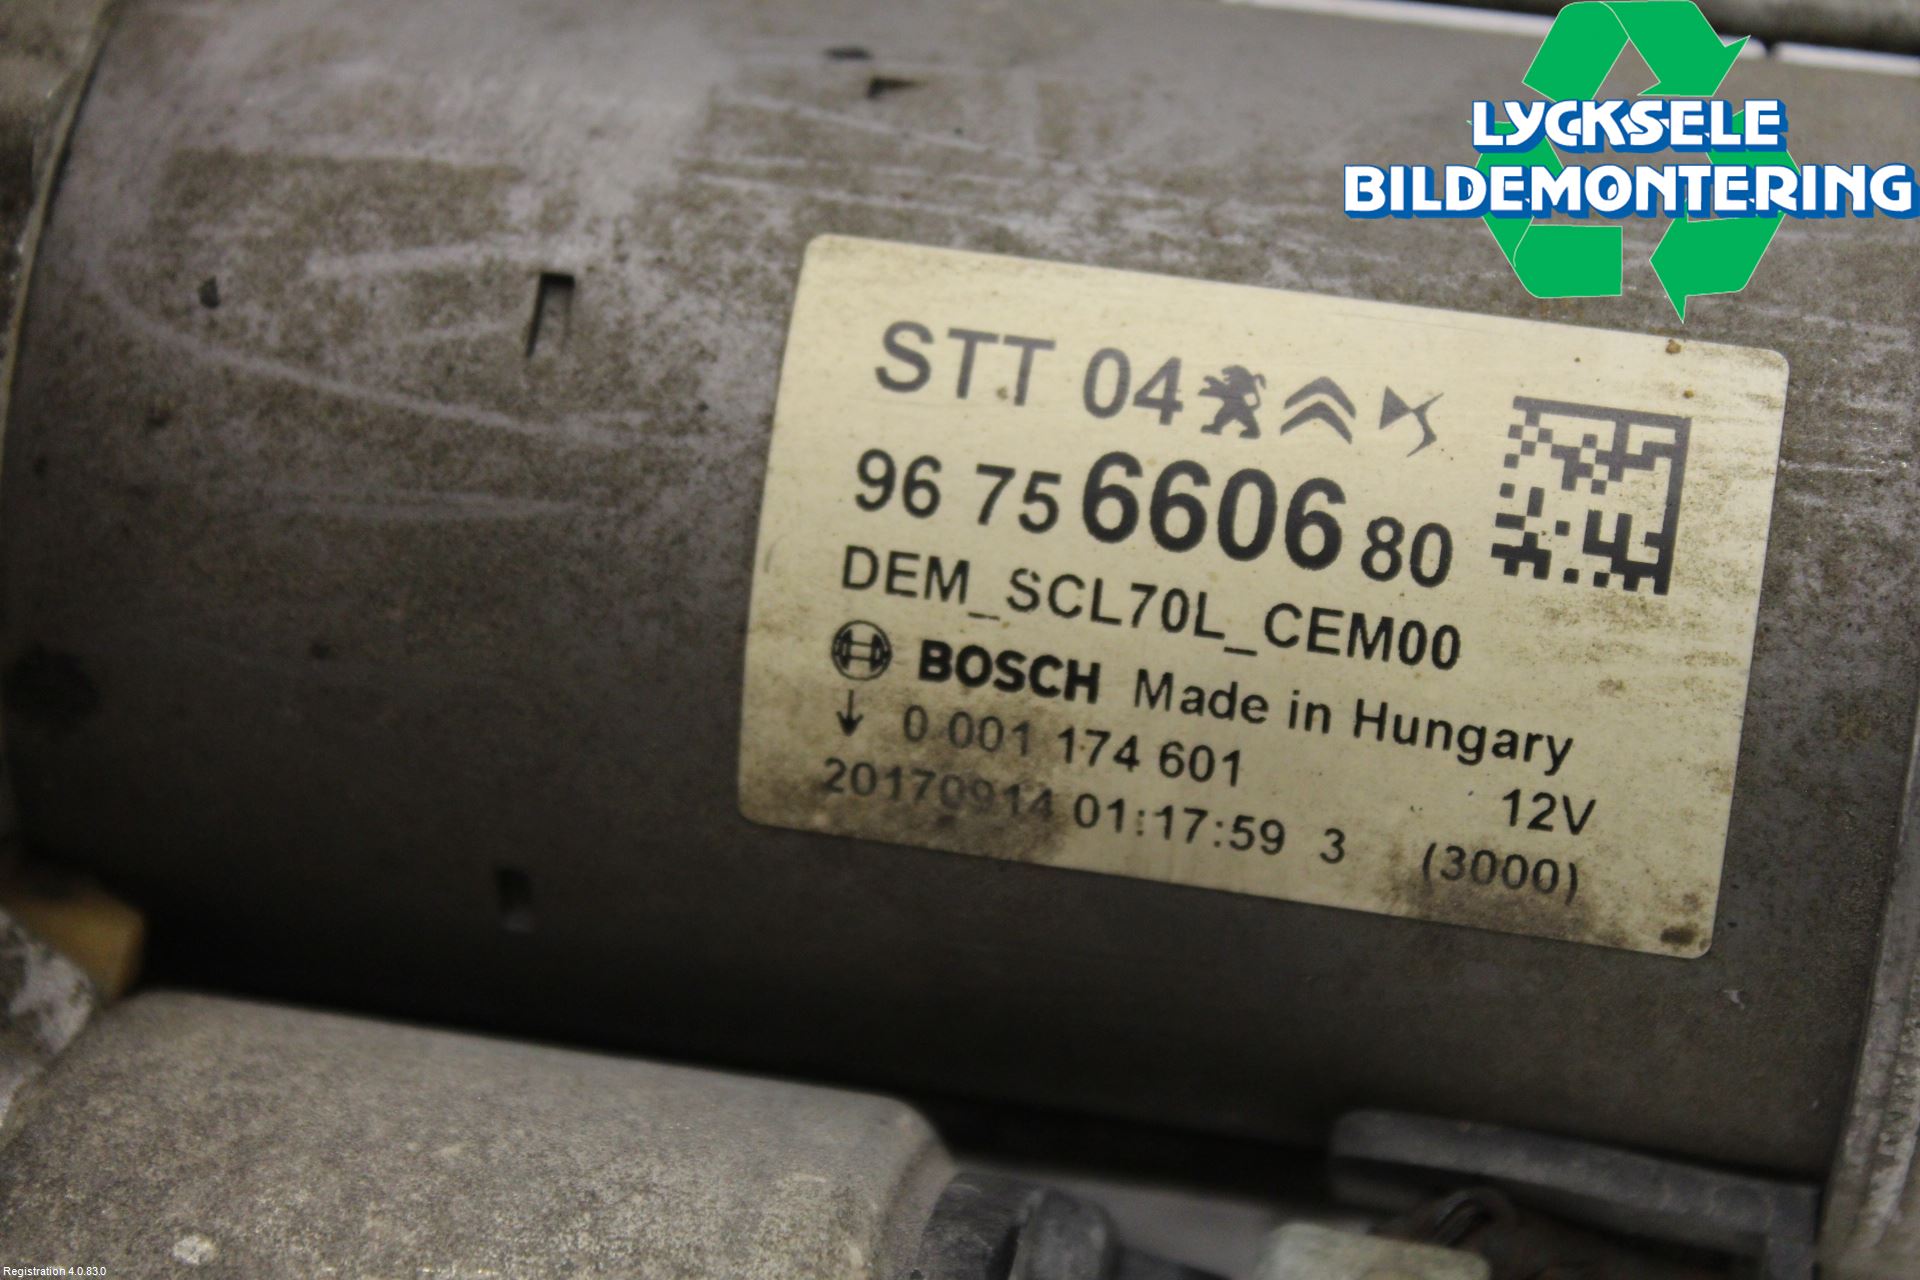 LYCKSELE
BILDEMONTERING
STT 04
96 75 6606 80
DEM_SCL70L_CEM00
BOSCH Made in Hungary
↓ 0 001 174 601 12V
20170914 01:17:59 3 (3000)
Registration 4.0.83.0